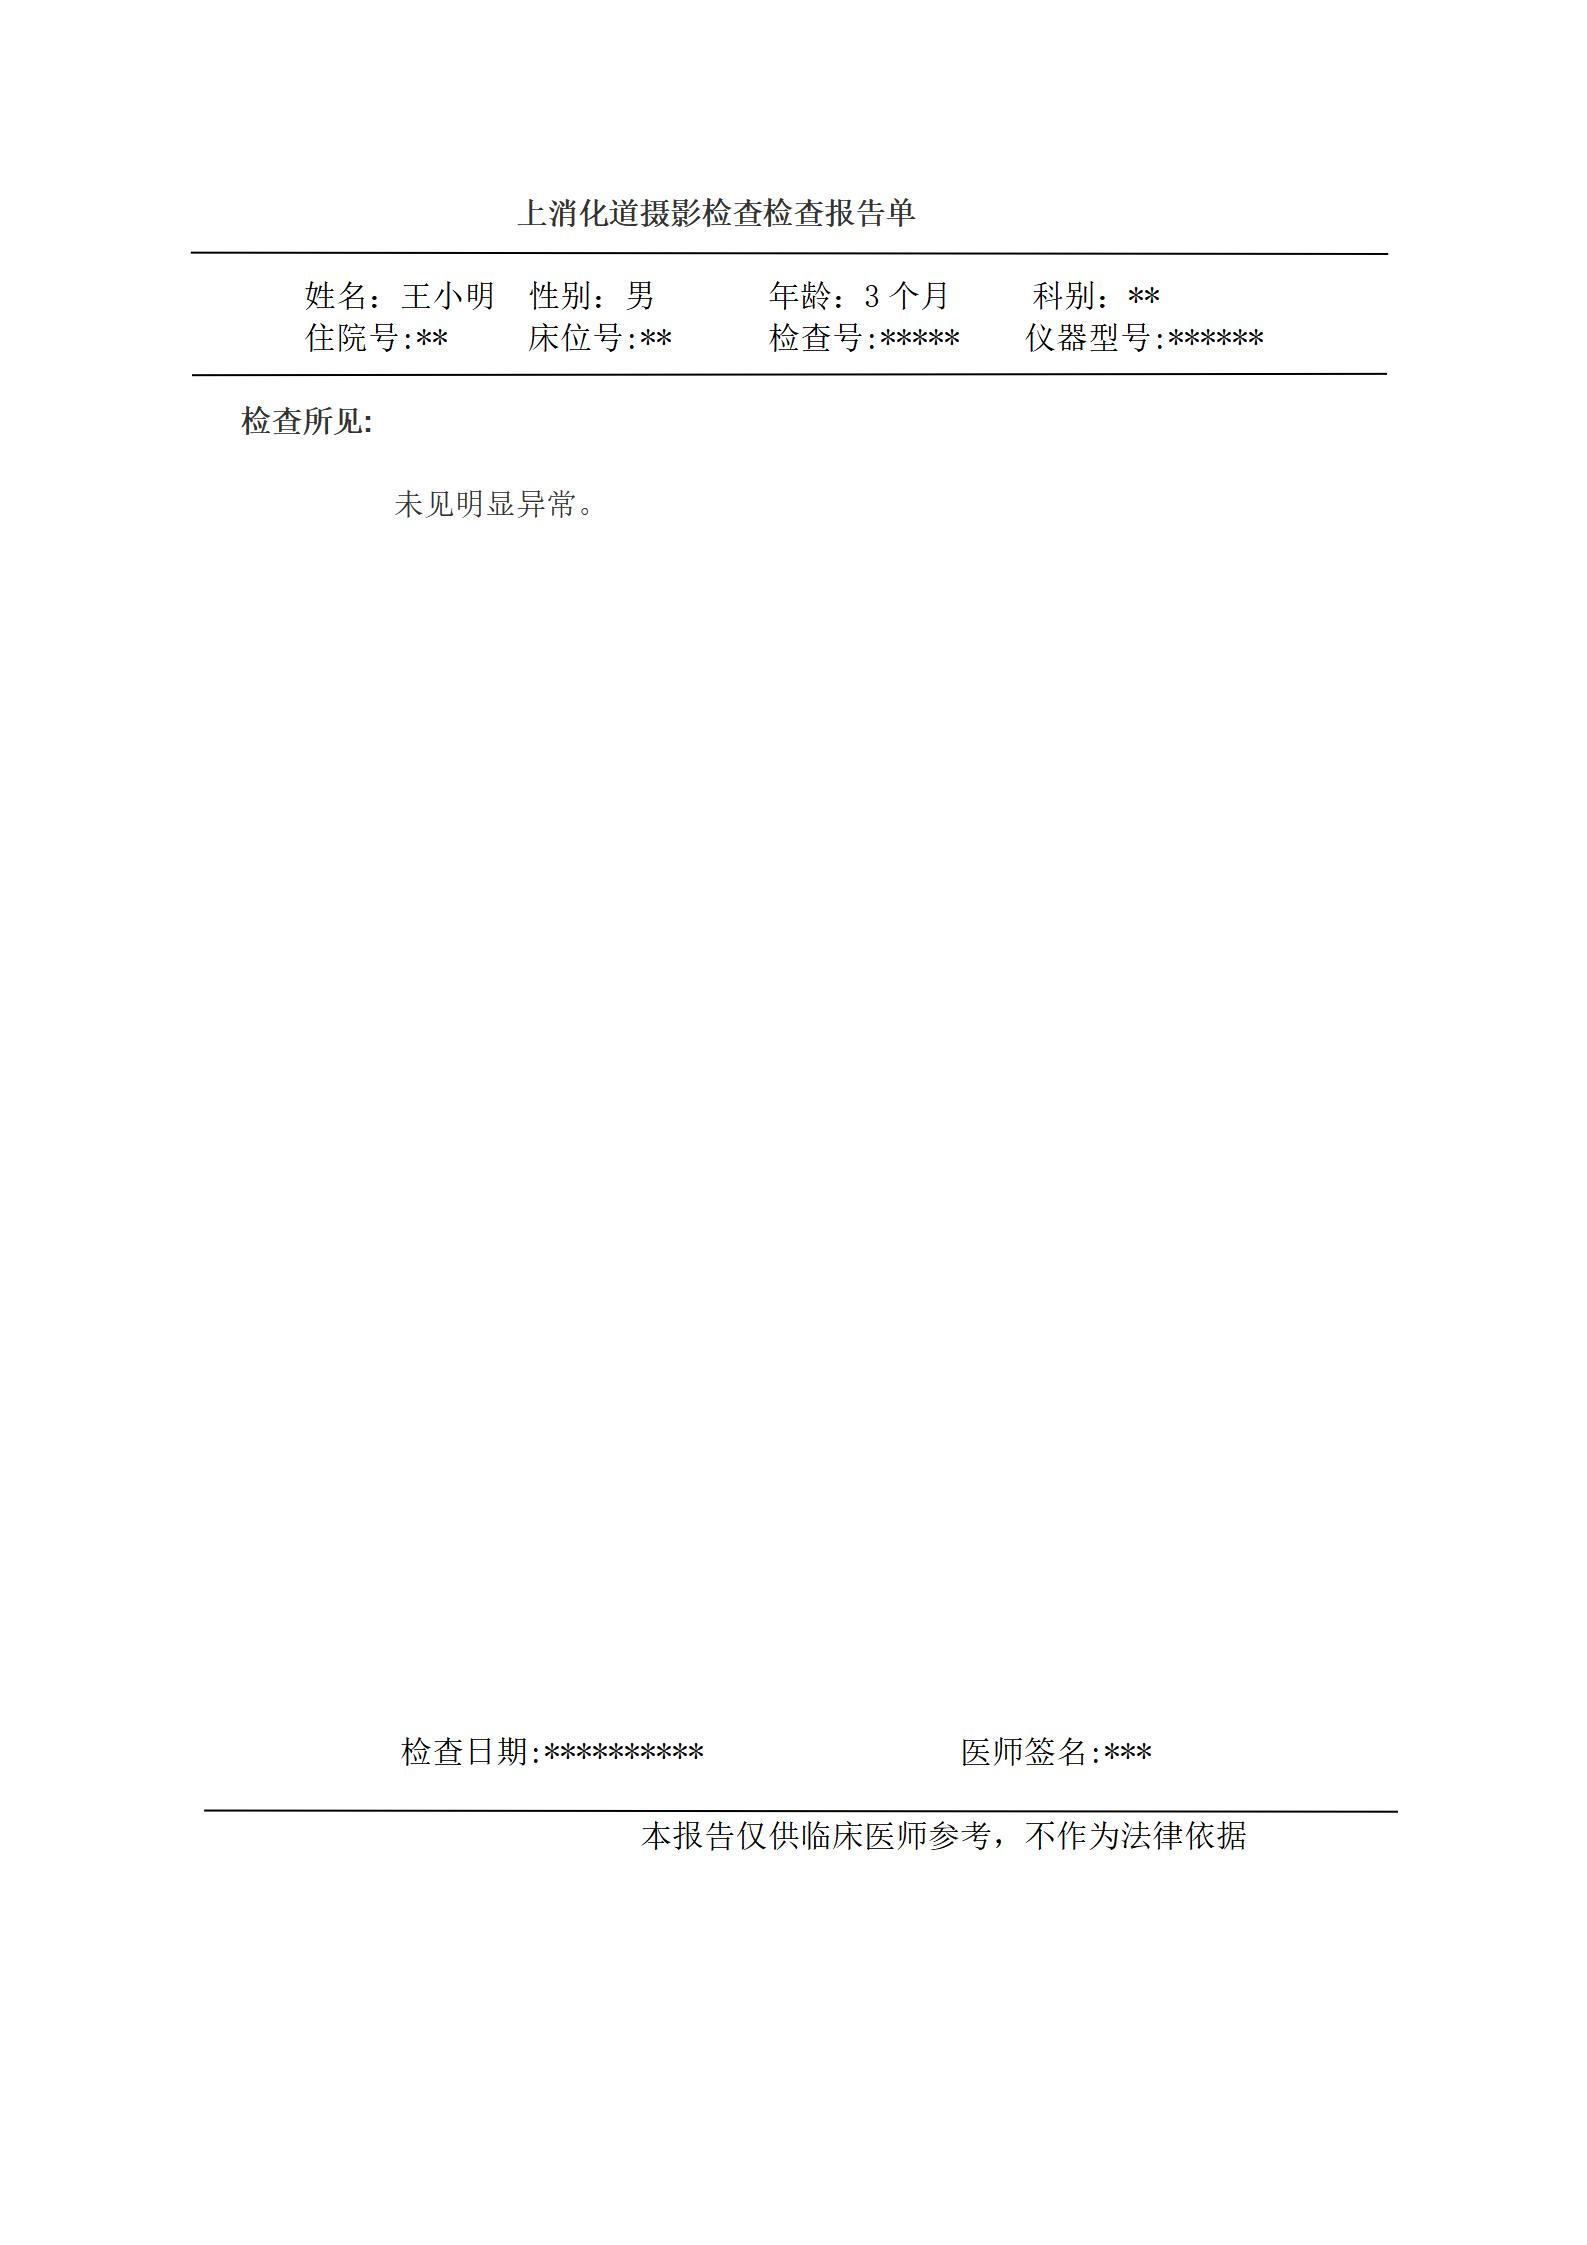 上消化道摄影检查检查报告单
姓名：王小明 性别：男 年龄：3 个月 科别：**
住院号:** 床位号:** 检查号:***** 仪器型号:******
检查所见:
未见明显异常。
检查日期:********** 医师签名:***
本报告仅供临床医师参考，不作为法律依据